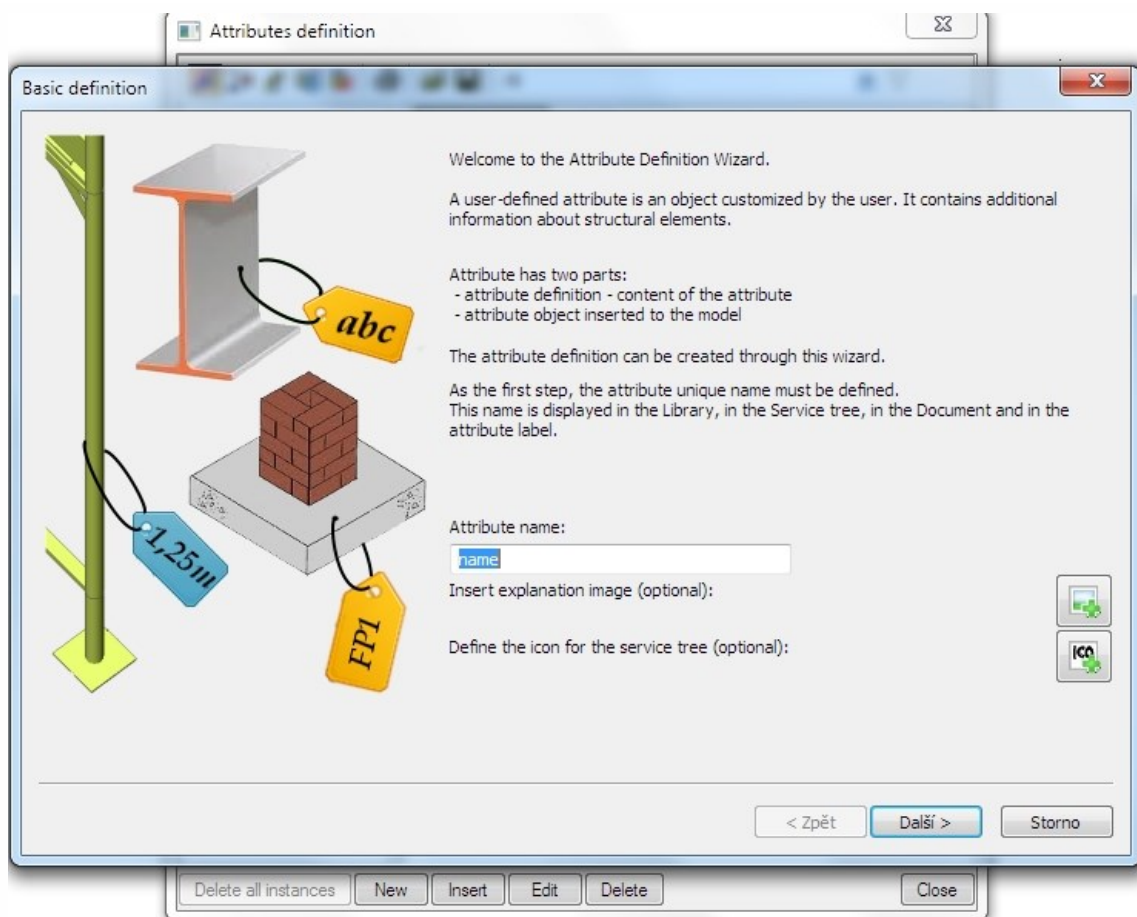 Attributes definition
Basic definition
Welcome to the Attribute Definition Wizard.
A user-defined attribute is an object customized by the user. It contains additional
information about structural elements.
Attribute has two parts:
- attribute definition - content of the attribute
- attribute object inserted to the model
The attribute definition can be created through this wizard.
As the first step, the attribute unique name must be defined.
This name is displayed in the Library, in the Service tree, in the Document and in the
attribute label.
abc
1,25m
FP1
Attribute name:
name
Insert explanation image (optional):
Define the icon for the service tree (optional):
ICO
< Zpět
Další >
Storno
Delete all instances
New
Insert
Edit
Delete
Close